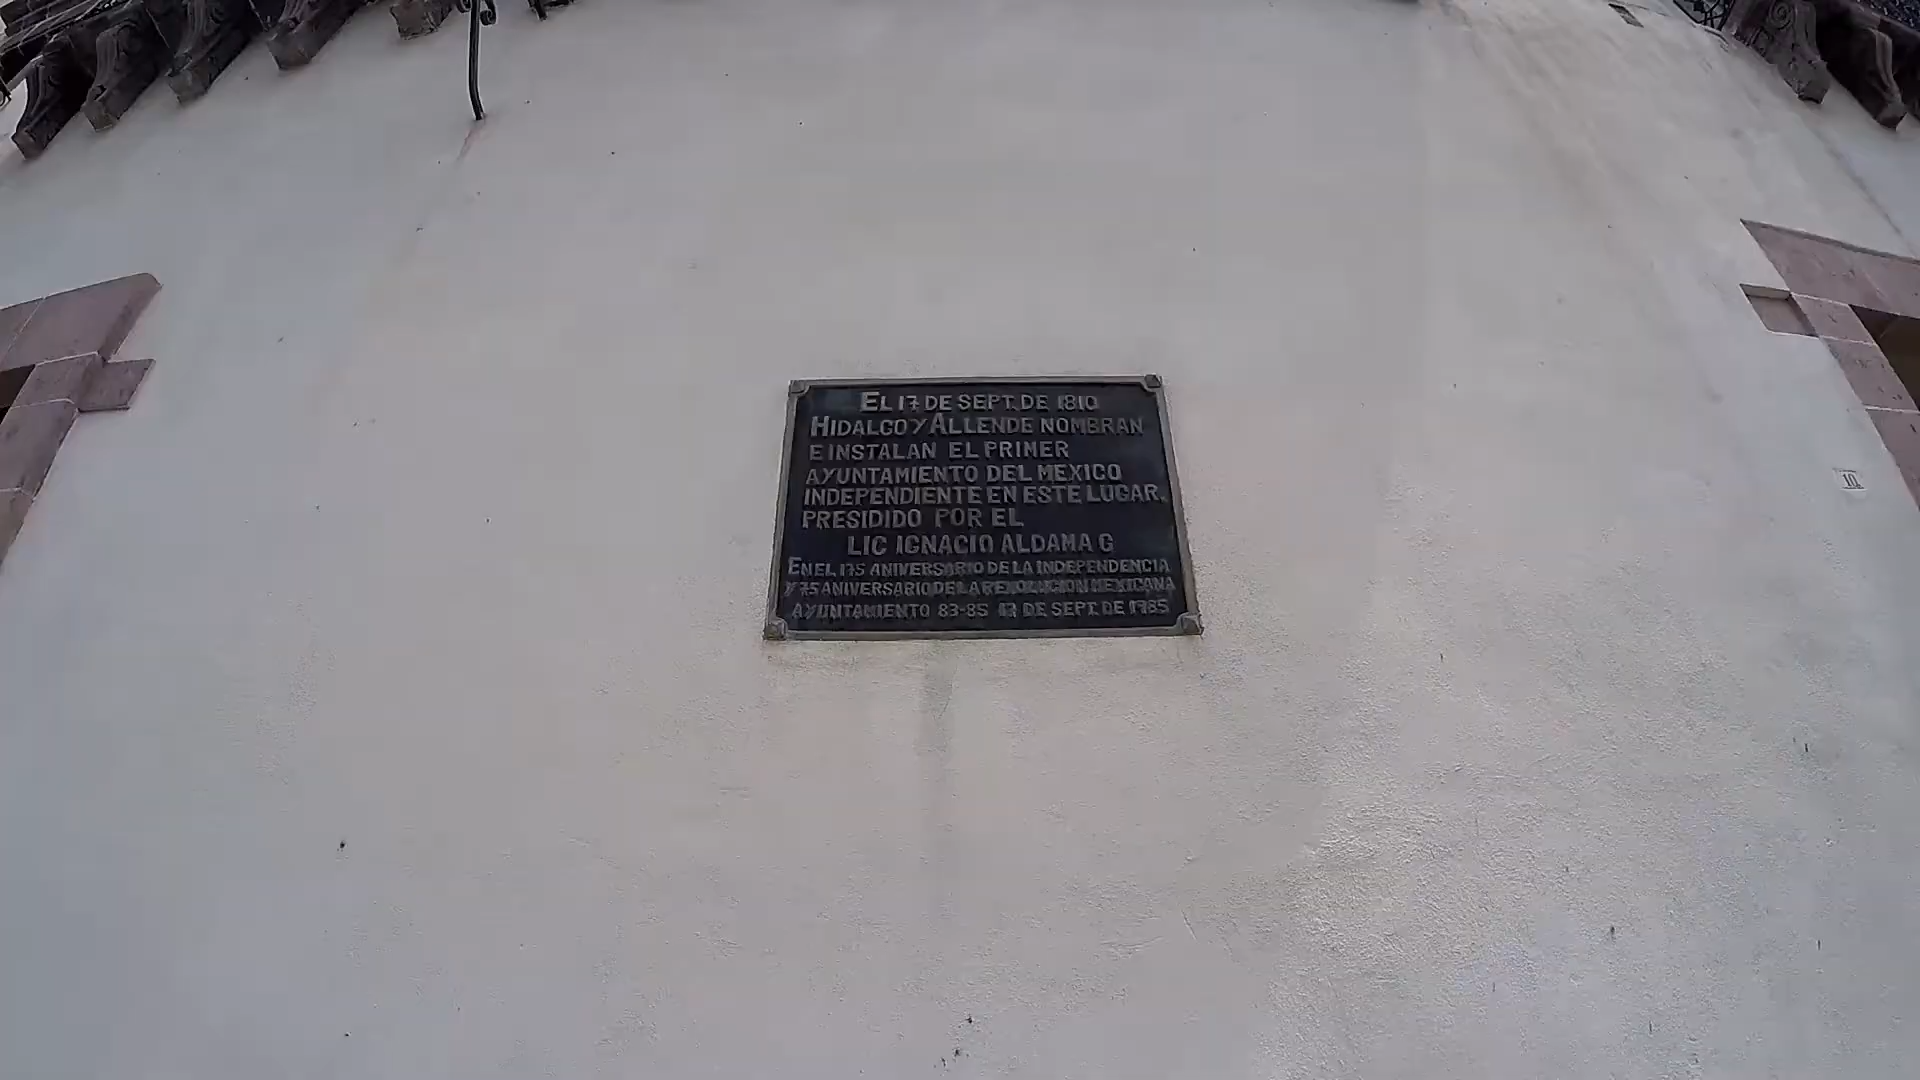 EL 17 DE SEPT. DE 1810
HIDALGO Y ALLENDE NOMBRAN
E INSTALAN EL PRIMER
AYUNTAMIENTO DEL MEXICO
INDEPENDIENTE EN ESTE LUGAR.
PRESIDIDO POR EL
LIC IGNACIO ALDAMA G
EN EL 175 ANIVERSARIO DE LA INDEPENDENCIA
Y 75 ANIVERSARIO DE LA REVOLUCION MEXICANA
AYUNTAMIENTO 83-85 17 DE SEPT. DE 1985
10